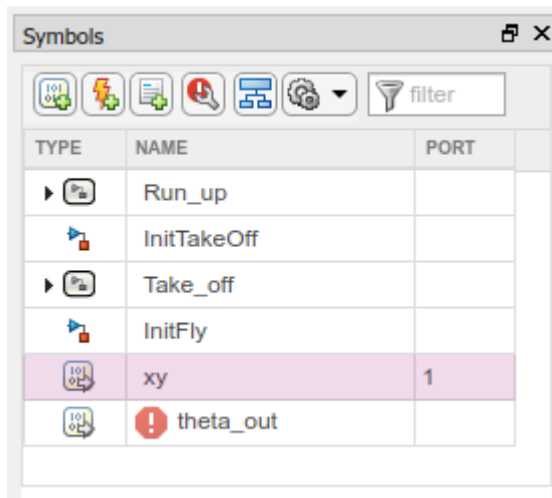 Symbols
filter
TYPE NAME PORT
Run_up
InitTakeOff
Take_off
InitFly
xy 1
theta_out